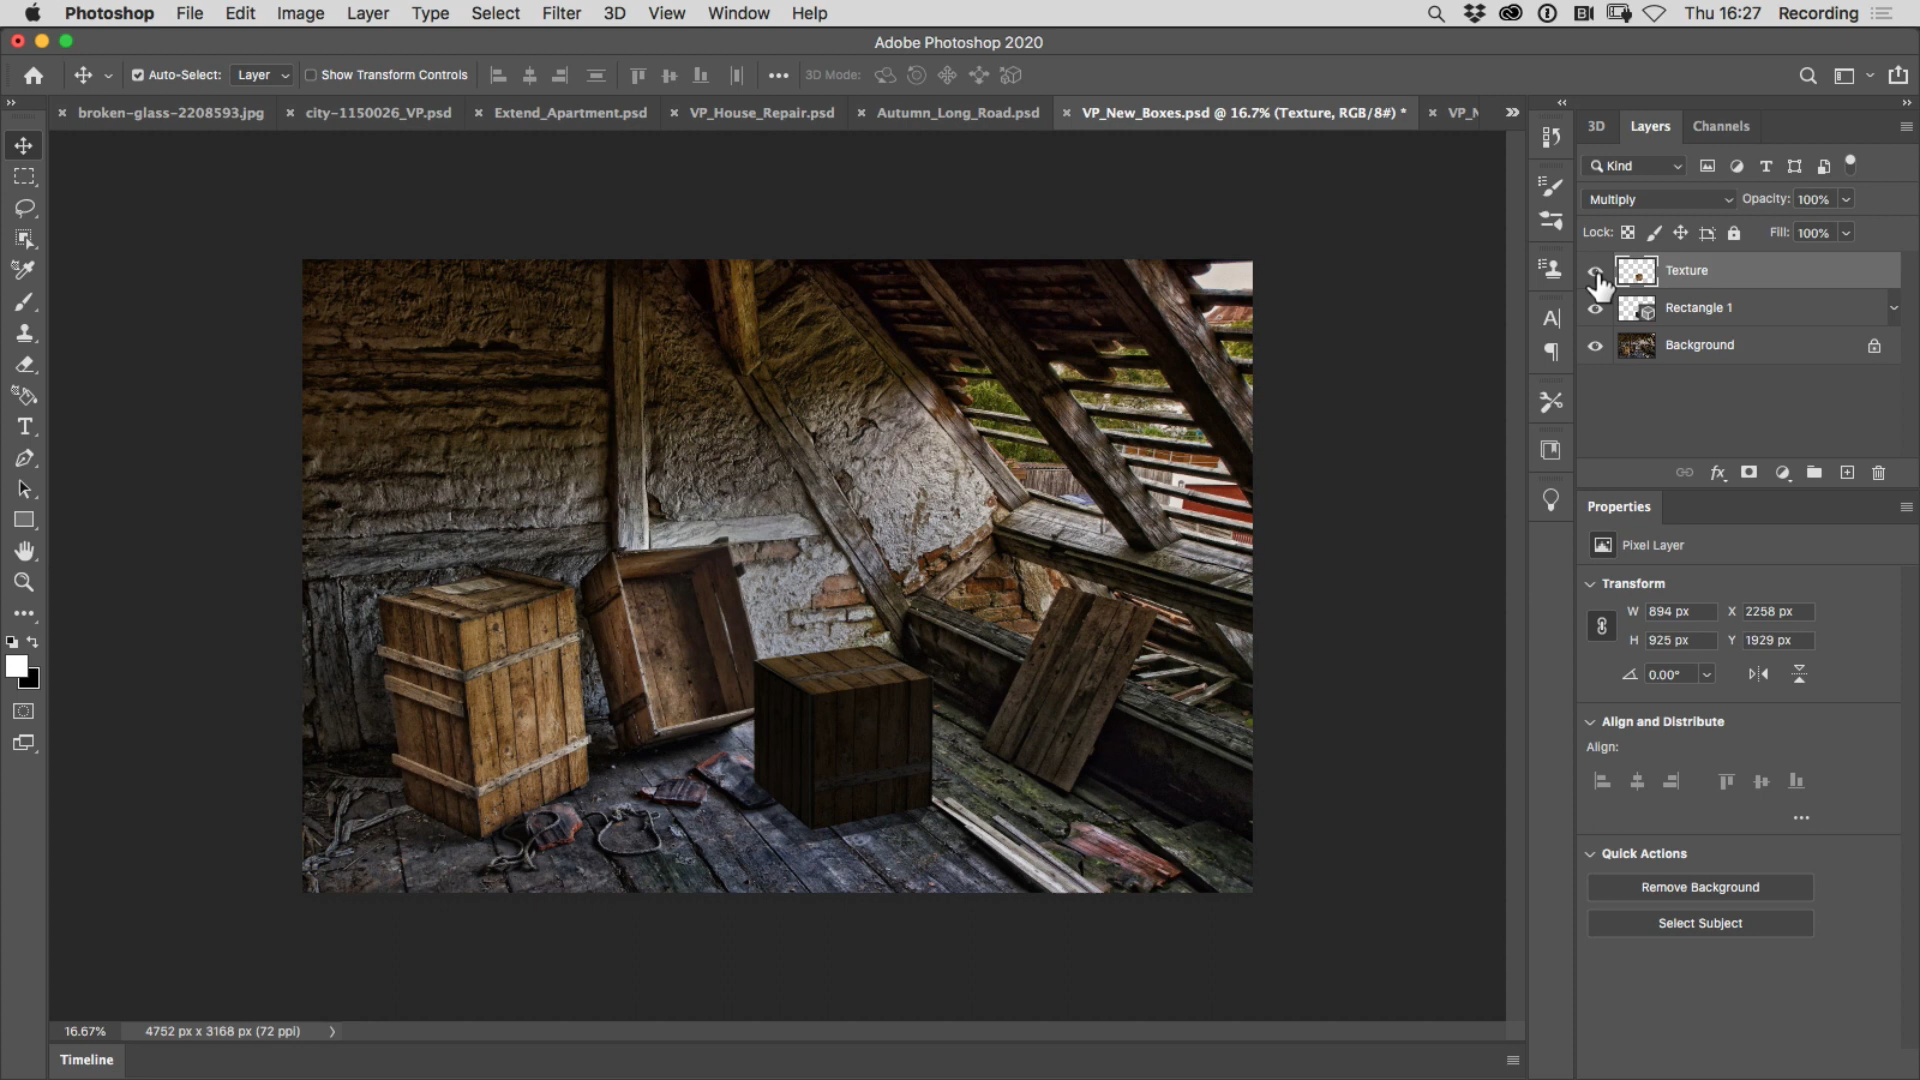 Photoshop File Edit Image Layer Type Select Filter 3D View Window Help Thu 16:27 Recording
Adobe Photoshop 2020
Auto-Select: Layer Show Transform Controls 3D Mode:
broken-glass-2208593.jpg city-1150026_VP.psd Extend_Apartment.psd VP_House_Repair.psd Autumn_Long_Road.psd VP_New_Boxes.psd @ 16.7% (Texture, RGB/8#) *
3D Layers Channels
Kind
Multiply Opacity: 100%
Lock: Fill: 100%
Texture
Rectangle 1
Background
Properties
Pixel Layer
Transform
W 894 px X 2258 px
H 925 px Y 1929 px
0.00°
Align and Distribute
Align:
Quick Actions
Remove Background
Select Subject
16.67% 4752 px x 3168 px (72 ppi)
Timeline